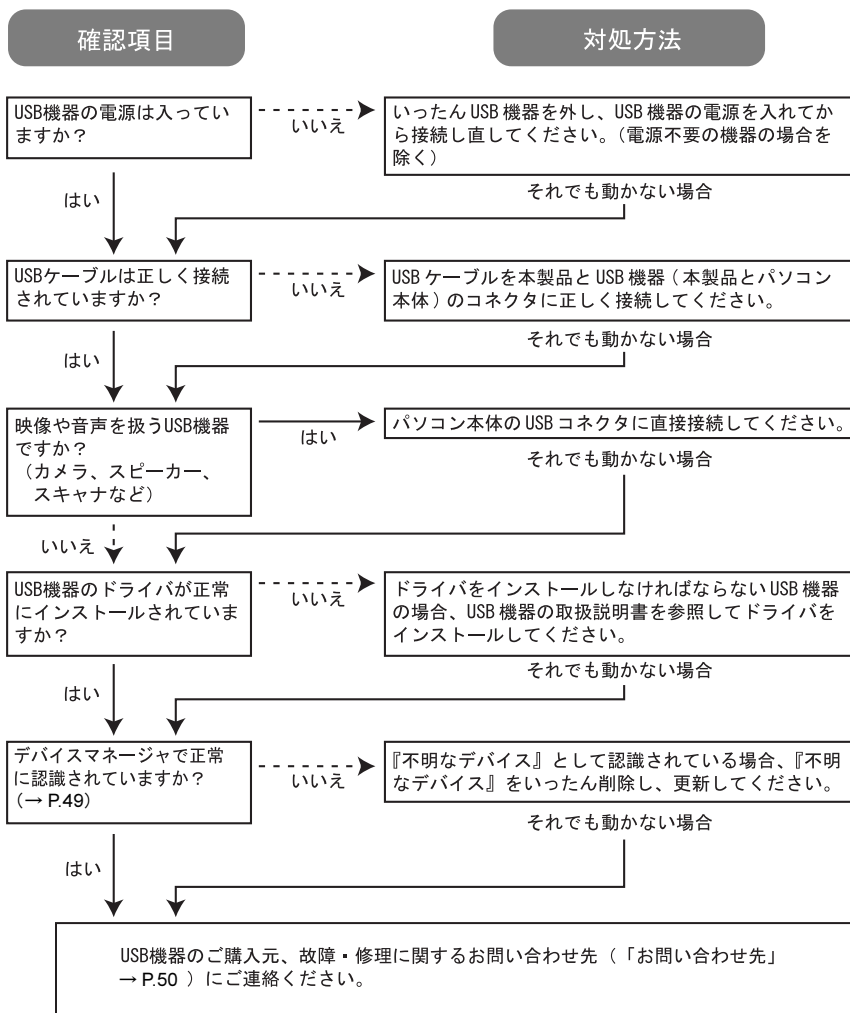 確認項目
対処方法
USB機器の電源は入ってい
ますか？
いいえ
いったん USB 機器を外し、USB 機器の電源を入れてか
ら接続し直してください。（電源不要の機器の場合を
除く）
はい
それでも動かない場合
USBケーブルは正しく接続
されていますか？
いいえ
USB ケーブルを本製品と USB 機器（本製品とパソコン
本体）のコネクタに正しく接続してください。
はい
それでも動かない場合
映像や音声を扱うUSB機器
ですか？
（カメラ、スピーカー、
スキャナなど）
はい
パソコン本体の USB コネクタに直接接続してください。
それでも動かない場合
いいえ
USB機器のドライバが正常
にインストールされていま
すか？
いいえ
ドライバをインストールしなければならない USB 機器
の場合、USB 機器の取扱説明書を参照してドライバを
インストールしてください。
はい
それでも動かない場合
デバイスマネージャで正常
に認識されていますか？
（→ P.49）
いいえ
『不明なデバイス』として認識されている場合、『不明
なデバイス』をいったん削除し、更新してください。
はい
それでも動かない場合
USB機器のご購入元、故障・修理に関するお問い合わせ先（「お問い合わせ先」
→ P.50 ）にご連絡ください。